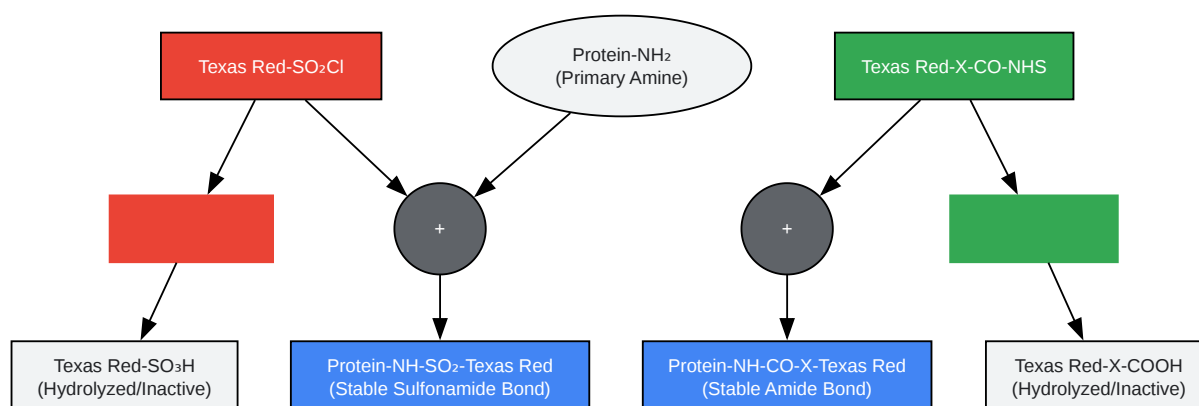 Texas Red-SO₂Cl
Protein-NH₂
(Primary Amine)
Texas Red-X-CO-NHS
+
+
Texas Red-SO₃H
(Hydrolyzed/Inactive)
Protein-NH-SO₂-Texas Red
(Stable Sulfonamide Bond)
Protein-NH-CO-X-Texas Red
(Stable Amide Bond)
Texas Red-X-COOH
(Hydrolyzed/Inactive)